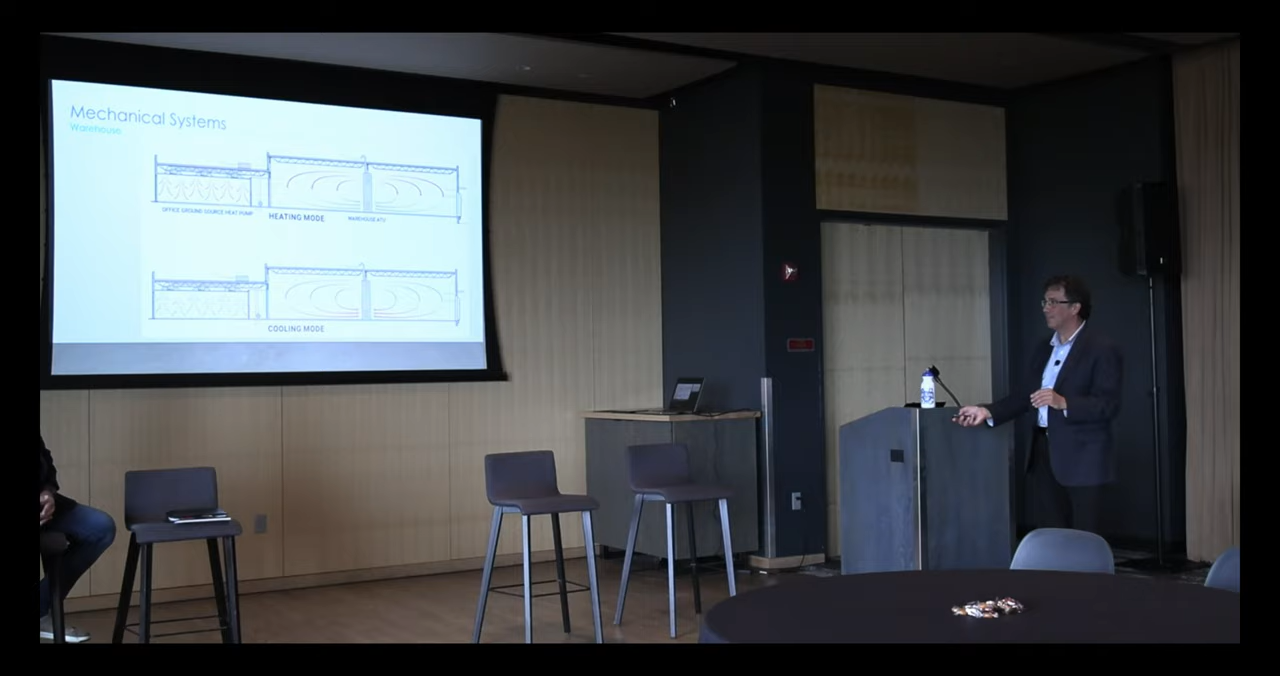 Mechanical Systems
Warehouse
OFFICE GROUND SOURCE HEAT PUMP
HEATING MODE
WAREHOUSE ATU
COOLING MODE